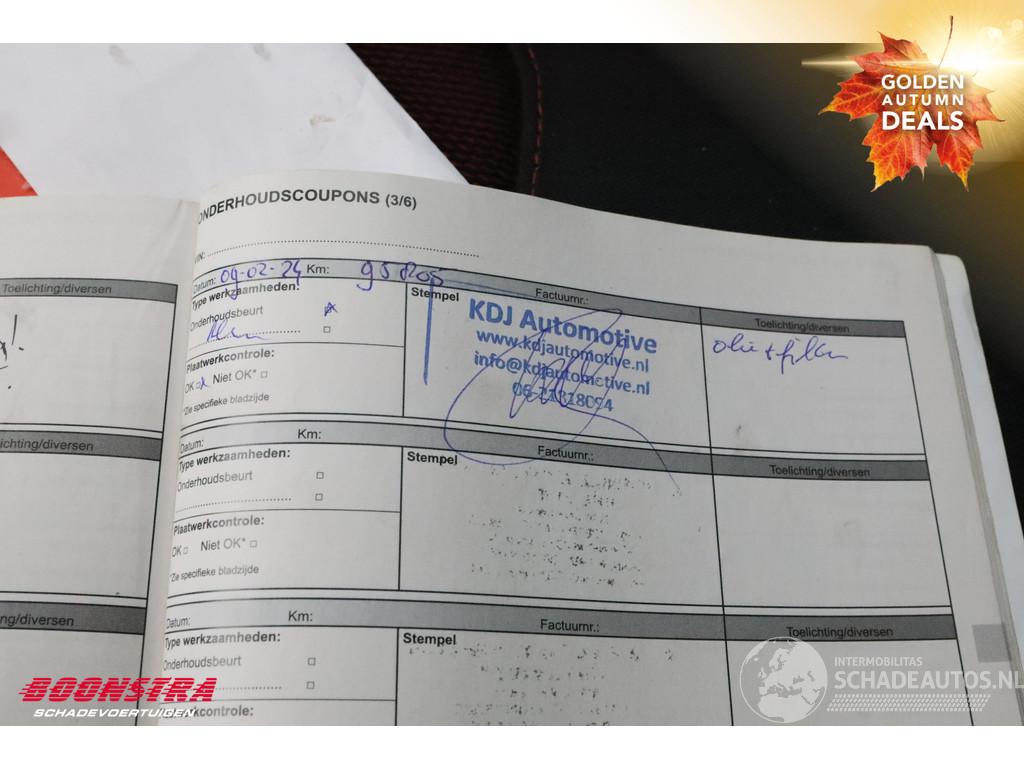 GOLDEN
AUTUMN
DEALS
ONDERHOUDSCOUPONS (3/6)
VIN:
Toelichting/diversen
Datum: 09-02-24 Km: 95805
Type werkzaamheden:
Onderhoudsbeurt
Plaatwerkcontrole:
OK Niet OK*
*Zie specifieke bladzijde
Stempel
Factuurnr.:
KDJ Automotive
www.kdjautomotive.nl
info@kdjautomotive.nl
Toelichting/diversen
olie + filter
Toelichting/diversen
Datum: Km:
Type werkzaamheden:
Onderhoudsbeurt
Plaatwerkcontrole:
OK Niet OK*
*Zie specifieke bladzijde
Stempel
Factuurnr.:
Toelichting/diversen
Toelichting/diversen
Datum: Km:
Type werkzaamheden:
Onderhoudsbeurt
Plaatwerkcontrole:
Stempel
Factuurnr.:
Toelichting/diversen
BOONSTRA
SCHADEVOERTUIGEN
INTERMOBILITAS
SCHADEAUTOS.NL